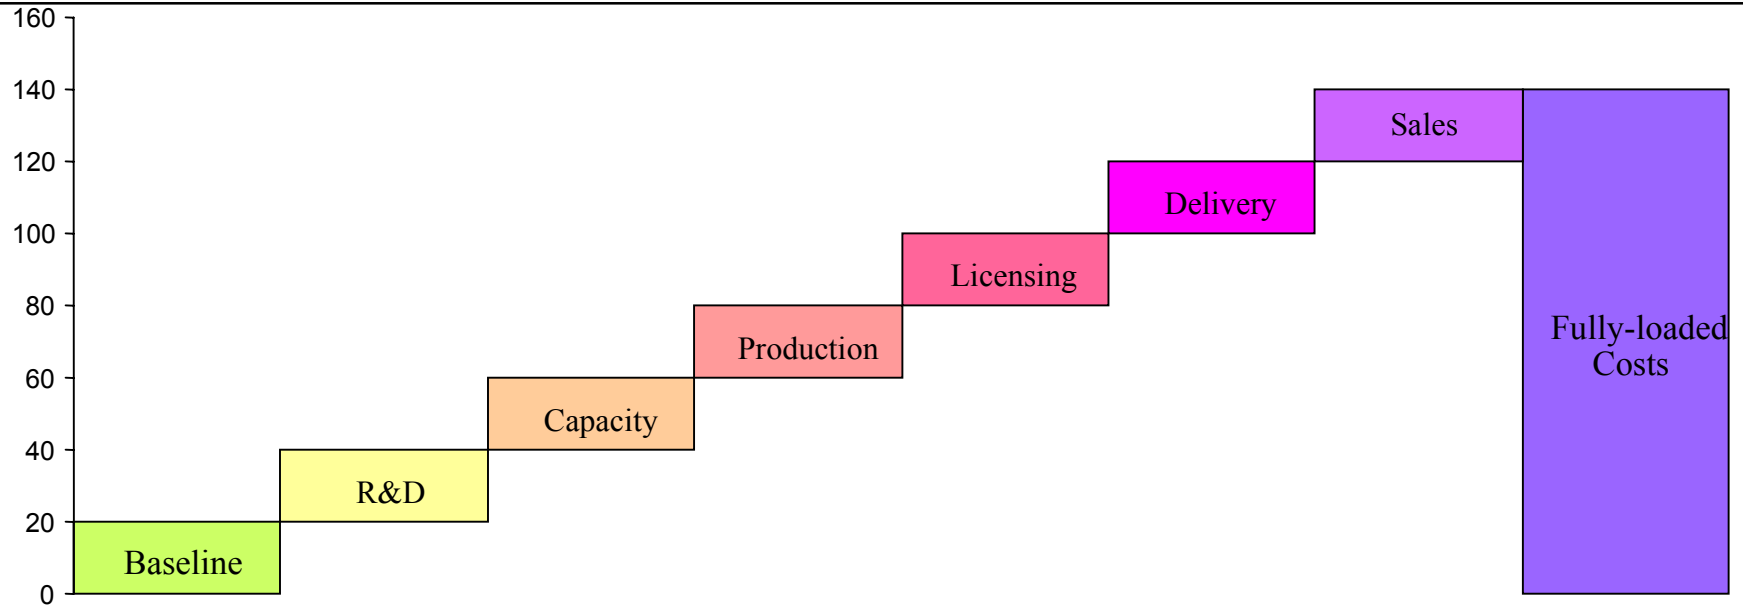 160
140
120
100
80
60
40
20
0
Sales
Delivery
Licensing
Production
Capacity
R&D
Baseline
Fully-loaded
Costs